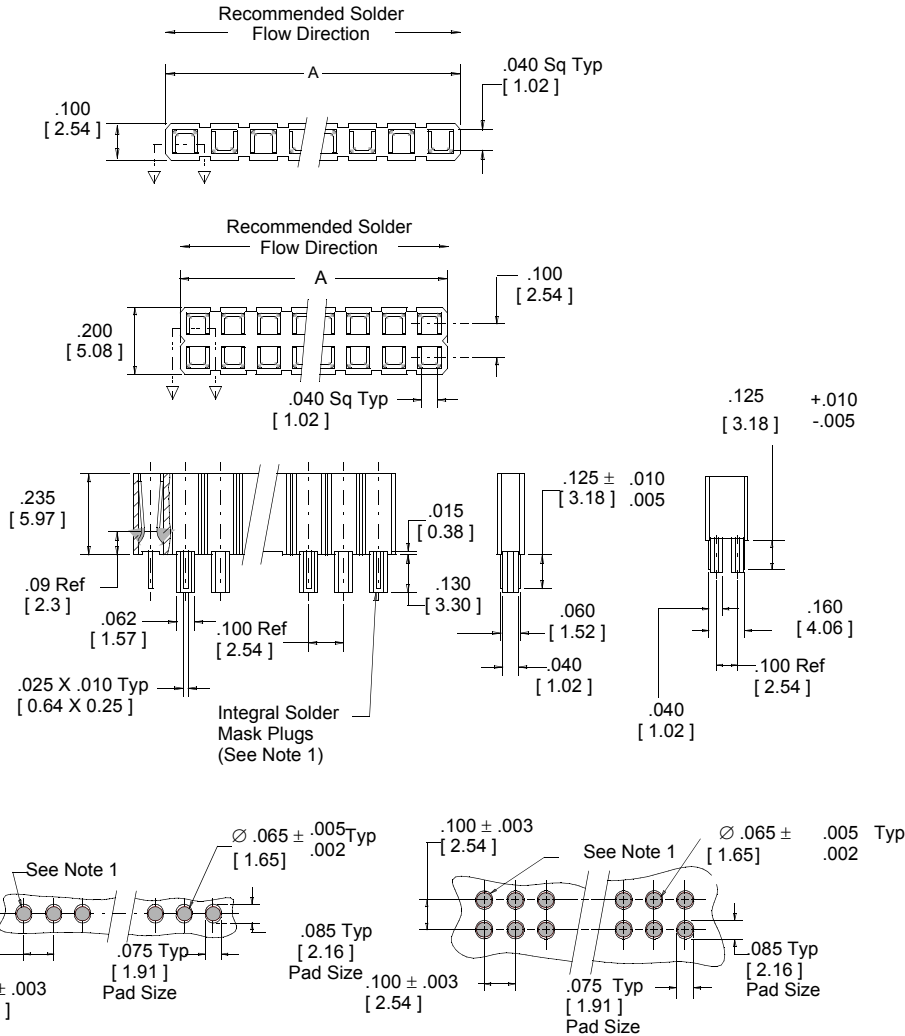 Recommended Solder
Flow Direction
A
.040 Sq Typ
[ 1.02 ]
.100
[ 2.54 ]
Recommended Solder
Flow Direction
A
.100
[ 2.54 ]
.200
[ 5.08 ]
.040 Sq Typ
[ 1.02 ]
.125 +.010
[ 3.18 ] -.005
.235
[ 5.97 ]
.015
[ 0.38 ]
.125 ± .010
[ 3.18 ] .005
.09 Ref
[ 2.3 ]
.130
[ 3.30 ]
.062
[ 1.57 ]
.100 Ref
[ 2.54 ]
.060
[ 1.52 ]
.160
[ 4.06 ]
.040
[ 1.02 ]
.100 Ref
[ 2.54 ]
.025 X .010 Typ
[ 0.64 X 0.25 ]
.040
[ 1.02 ]
Integral Solder
Mask Plugs
(See Note 1)
See Note 1
∅ .065 ± .005 Typ
[ 1.65] .002
.100 ± .003
[ 2.54 ]
See Note 1
∅ .065 ± .005 Typ
[ 1.65] .002
.075 Typ
[ 1.91 ]
Pad Size
.085 Typ
[ 2.16 ]
Pad Size
.085 Typ
[ 2.16 ]
Pad Size
± .003
]
.100 ± .003
[ 2.54 ]
.075 Typ
[ 1.91 ]
Pad Size